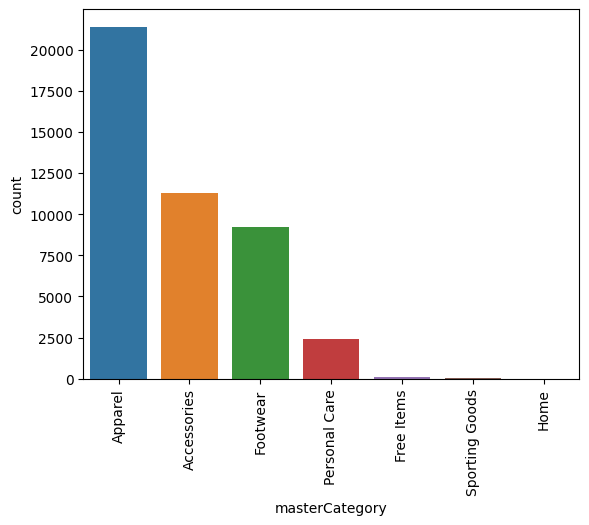 20000
17500
15000
12500
10000
7500
5000
2500
0
count
Apparel
Accessories
Footwear
Personal Care
Free Items
Sporting Goods
Home
masterCategory